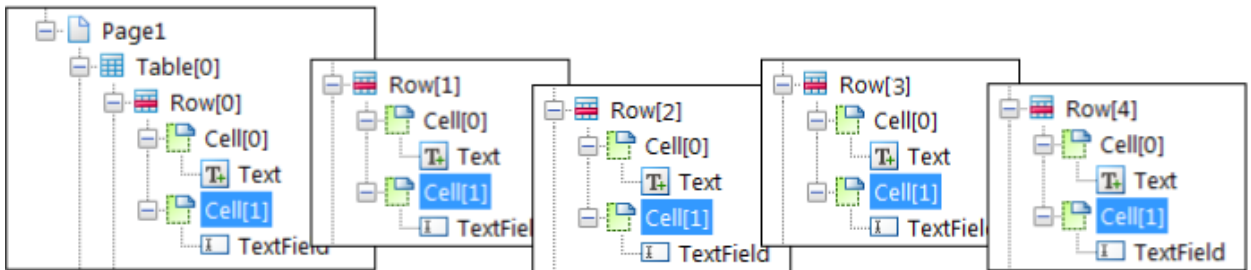 Page1
Table[0]
Row[0]
Cell[0]
Text
Cell[1]
TextField
Row[1]
Cell[0]
Text
Cell[1]
TextFiel
Row[2]
Cell[0]
Text
Cell[1]
TextField
Row[3]
Cell[0]
Text
Cell[1]
TextFiel
Row[4]
Cell[0]
Text
Cell[1]
TextField